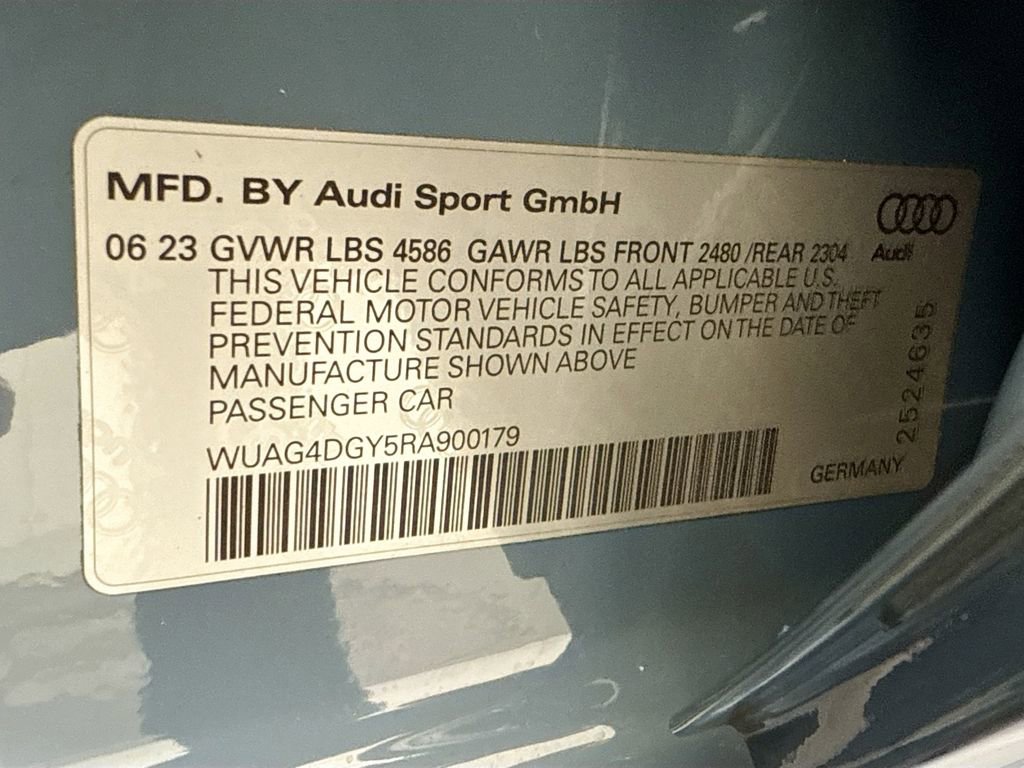 MFD. BY Audi Sport GmbH
06 23 GVWR LBS 4586 GAWR LBS FRONT 2480 /REAR 2304
Audi
THIS VEHICLE CONFORMS TO ALL APPLICABLE U.S.
FEDERAL MOTOR VEHICLE SAFETY, BUMPER AND THEFT
PREVENTION STANDARDS IN EFFECT ON THE DATE OF
MANUFACTURE SHOWN ABOVE
PASSENGER CAR
WUAG4DGY5RA900179
GERMANY
2524635